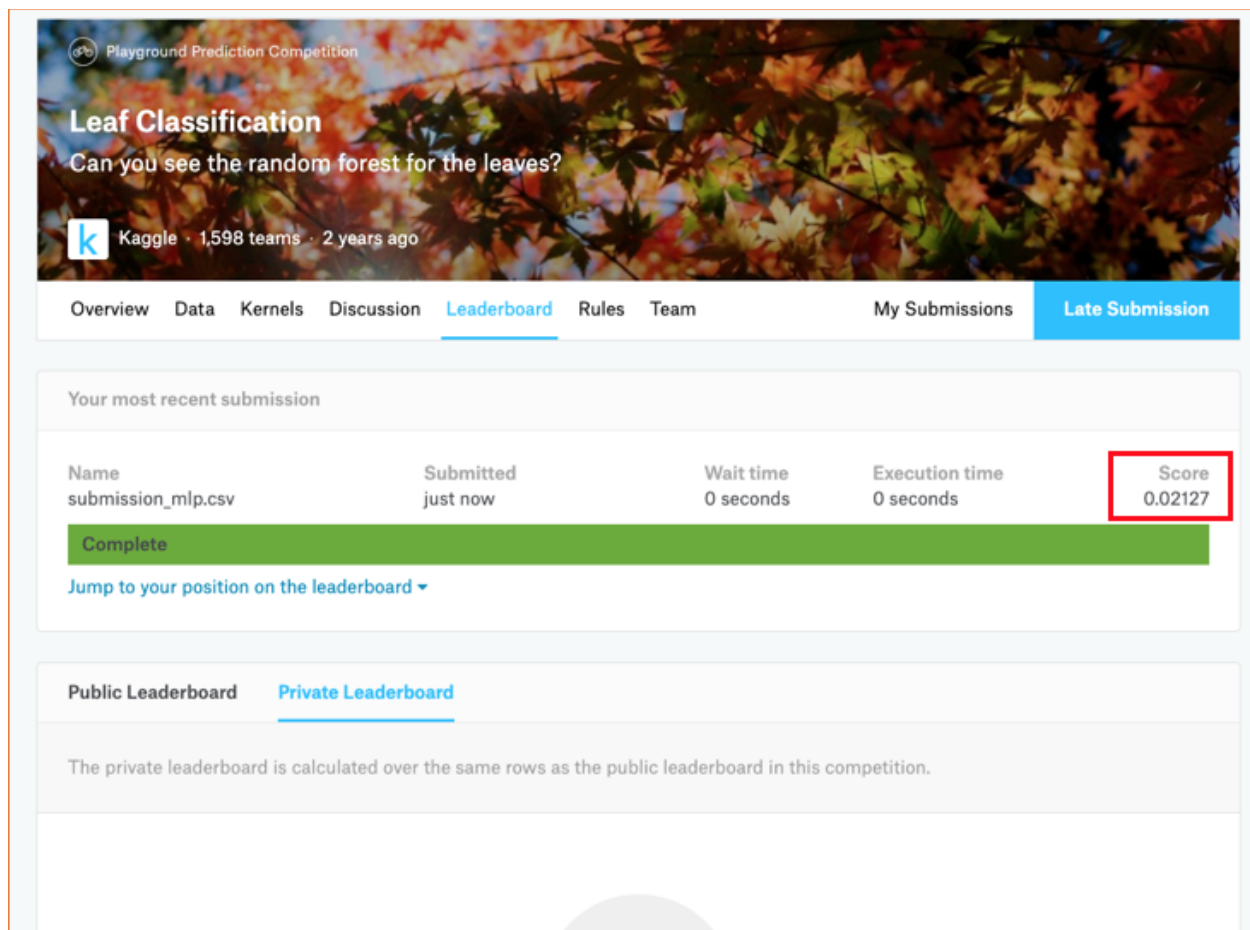 Playground Prediction Competition
Leaf Classification
Can you see the random forest for the leaves?
k Kaggle · 1,598 teams · 2 years ago
Overview Data Kernels Discussion Leaderboard Rules Team My Submissions Late Submission
Your most recent submission
Name Submitted Wait time Execution time Score
submission_mlp.csv just now 0 seconds 0 seconds 0.02127
Complete
Jump to your position on the leaderboard
Public Leaderboard Private Leaderboard
The private leaderboard is calculated over the same rows as the public leaderboard in this competition.